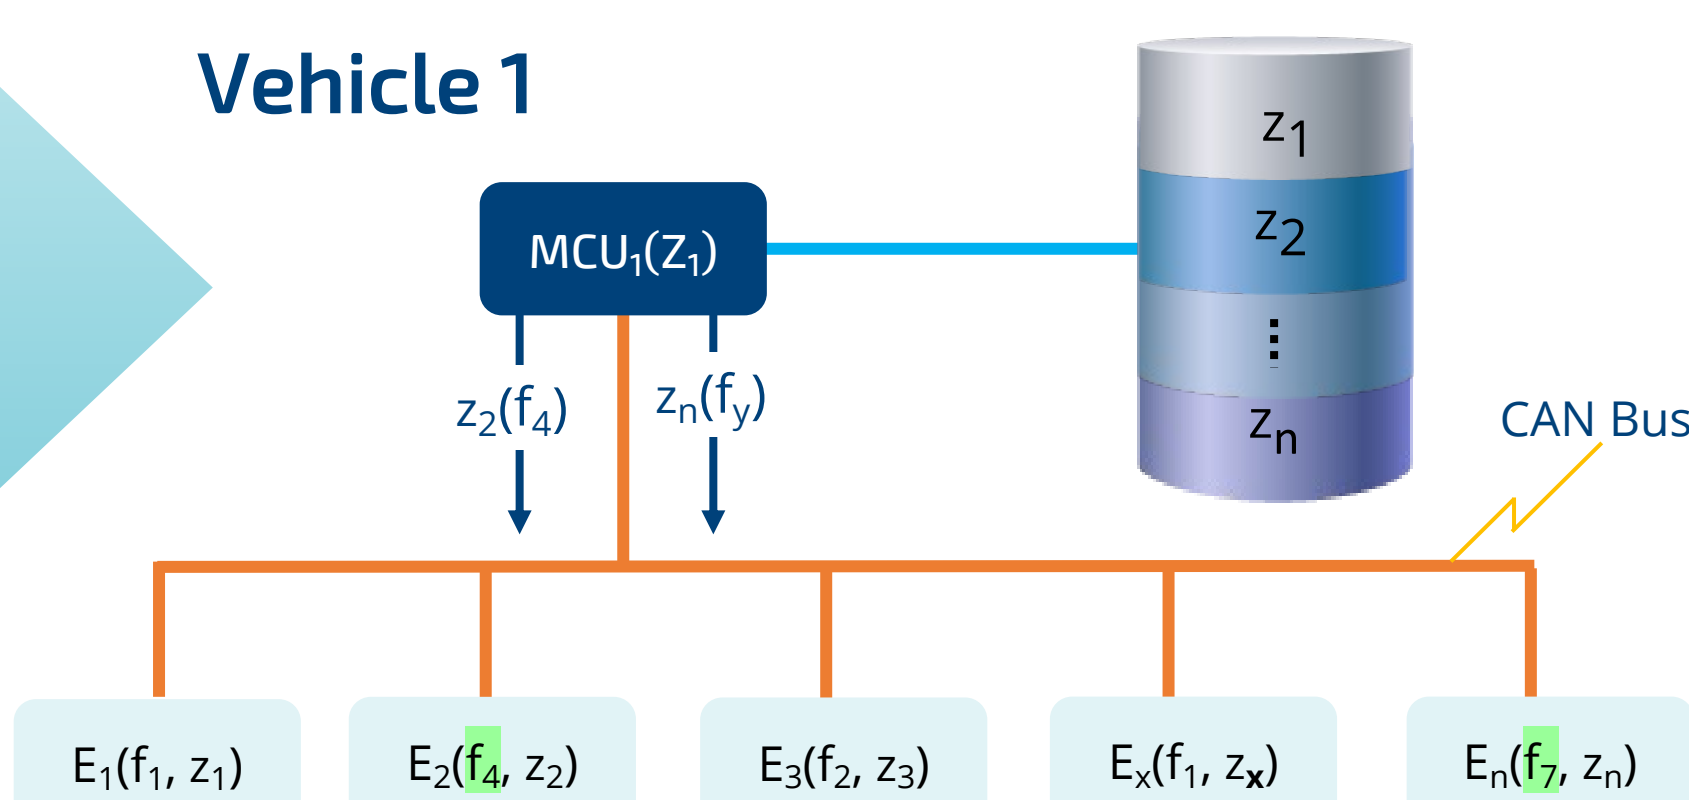 Vehicle 1
z₁
MCU₁(Z₁)
z₂
⋮
z₂(f₄)
zₙ(fᵧ)
zₙ
CAN Bus
E₁(f₁, z₁)
E₂(f₄, z₂)
E₃(f₂, z₃)
Eₓ(f₁, zₓ)
Eₙ(f₇, zₙ)